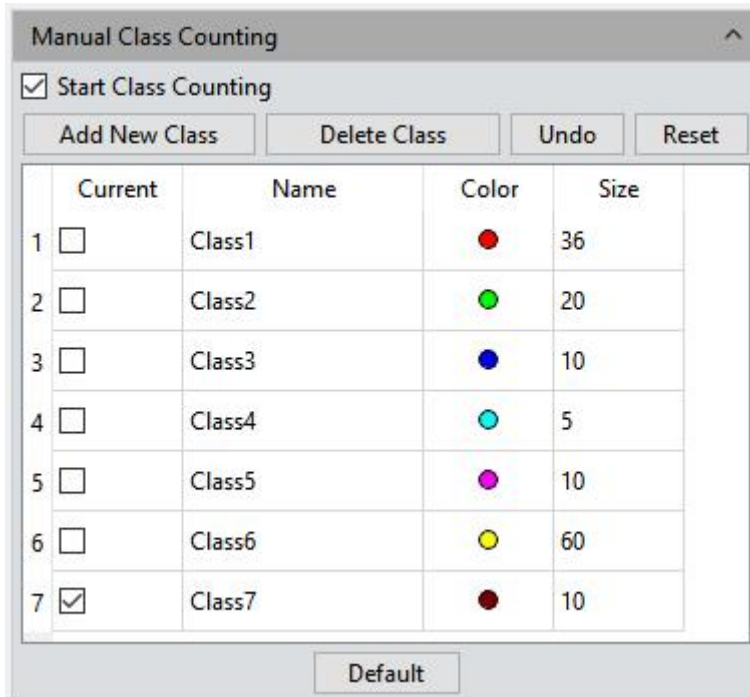 Manual Class Counting
Start Class Counting
Add New Class Delete Class Undo Reset
Current Name Color Size
1 Class1 36
2 Class2 20
3 Class3 10
4 Class4 5
5 Class5 10
6 Class6 60
7 Class7 10
Default